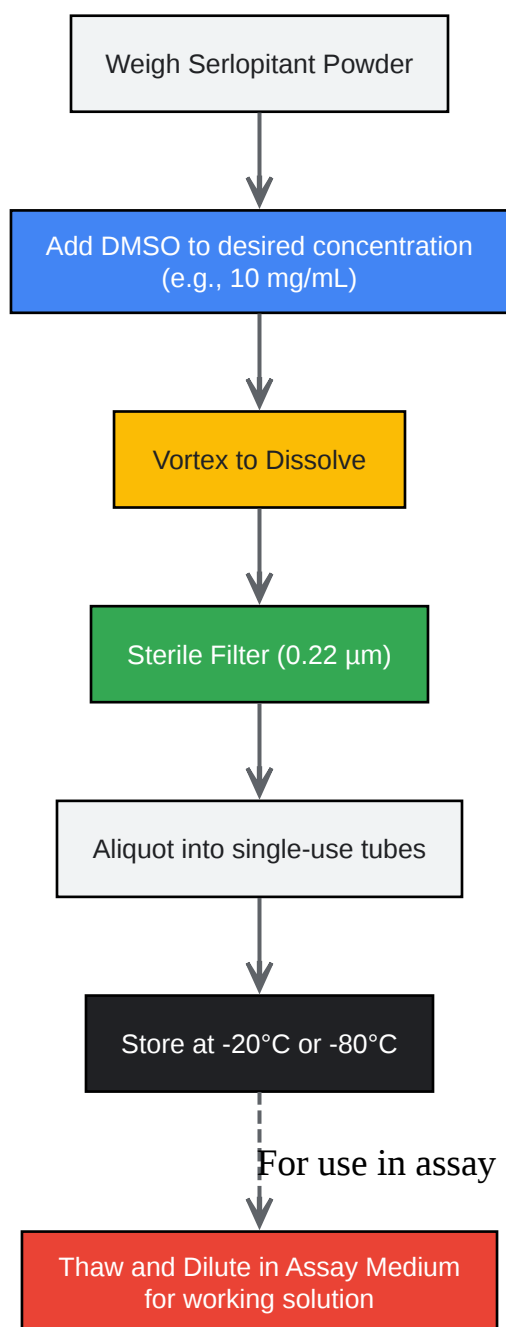 Weigh Serlopitant Powder
Add DMSO to desired concentration
(e.g., 10 mg/mL)
Vortex to Dissolve
Sterile Filter (0.22 µm)
Aliquot into single-use tubes
Store at -20°C or -80°C
For use in assay
Thaw and Dilute in Assay Medium
for working solution